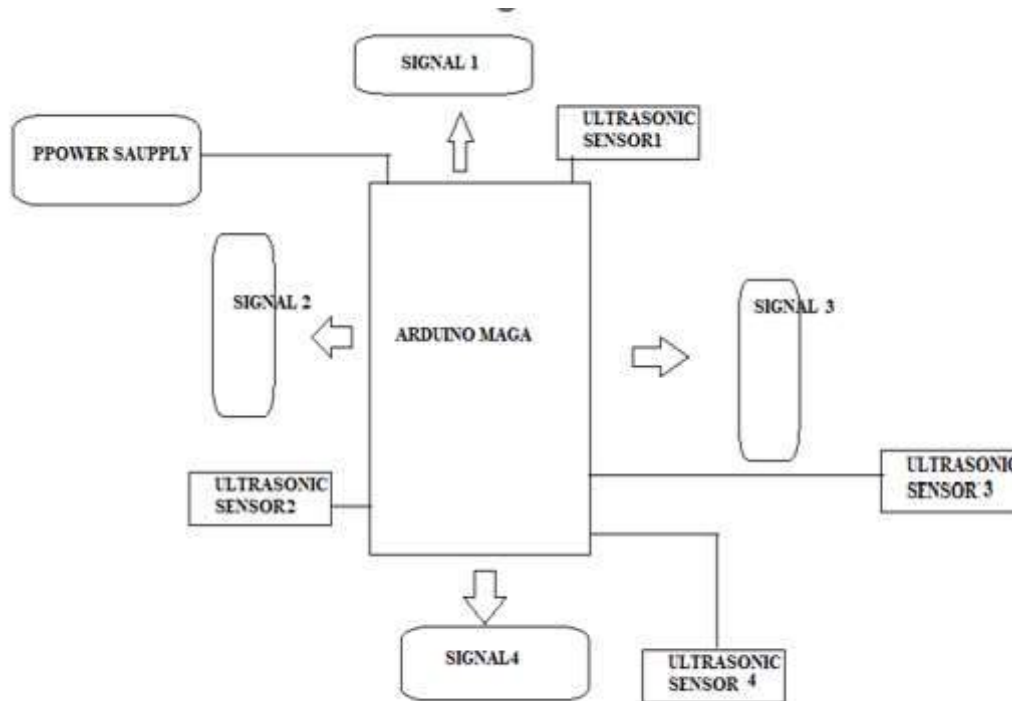 SIGNAL 1
ULTRASONIC
SENSOR1
PPOWER SAUPPLY
SIGNAL 2
ARDUINO MAGA
SIGNAL 3
ULTRASONIC
SENSOR 3
ULTRASONIC
SENSOR2
SIGNAL4
ULTRASONIC
SENSOR 4